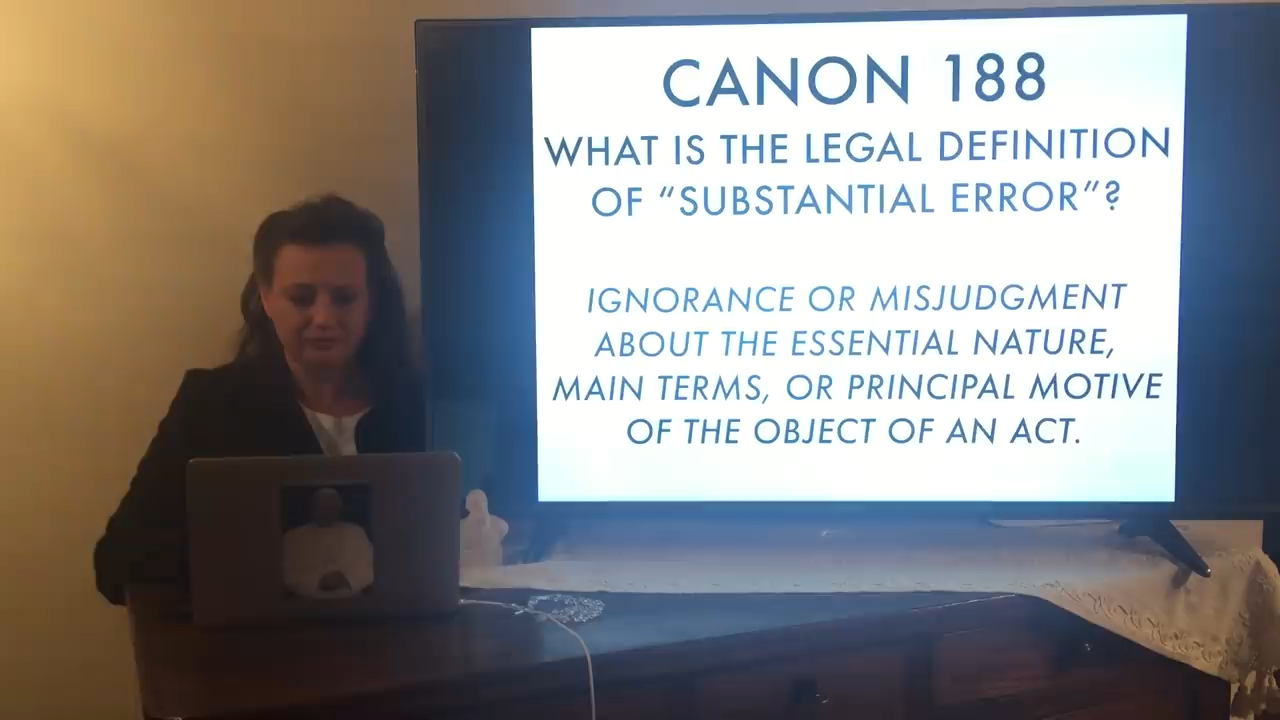 CANON 188
WHAT IS THE LEGAL DEFINITION
OF “SUBSTANTIAL ERROR”?
IGNORANCE OR MISJUDGMENT
ABOUT THE ESSENTIAL NATURE,
MAIN TERMS, OR PRINCIPAL MOTIVE
OF THE OBJECT OF AN ACT.